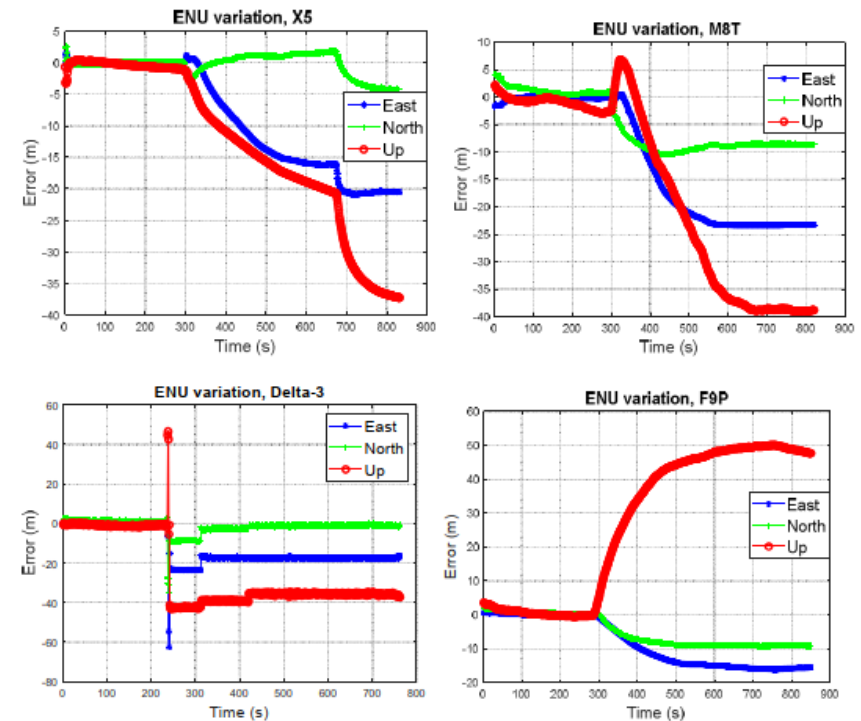 ENU variation, X5
Error (m)
5
0
-5
-10
-15
-20
-25
-30
-35
-40
East
North
Up
0 100 200 300 400 500 600 700 800 900
Time (s)
ENU variation, M8T
Error (m)
10
5
0
-5
-10
-15
-20
-25
-30
-35
-40
East
North
Up
0 100 200 300 400 500 600 700 800 900
Time (s)
ENU variation, Delta-3
Error (m)
60
40
20
0
-20
-40
-60
-80
East
North
Up
0 100 200 300 400 500 600 700 800
Time (s)
ENU variation, F9P
Error (m)
60
50
40
30
20
10
0
-10
-20
East
North
Up
0 100 200 300 400 500 600 700 800 900
Time (s)